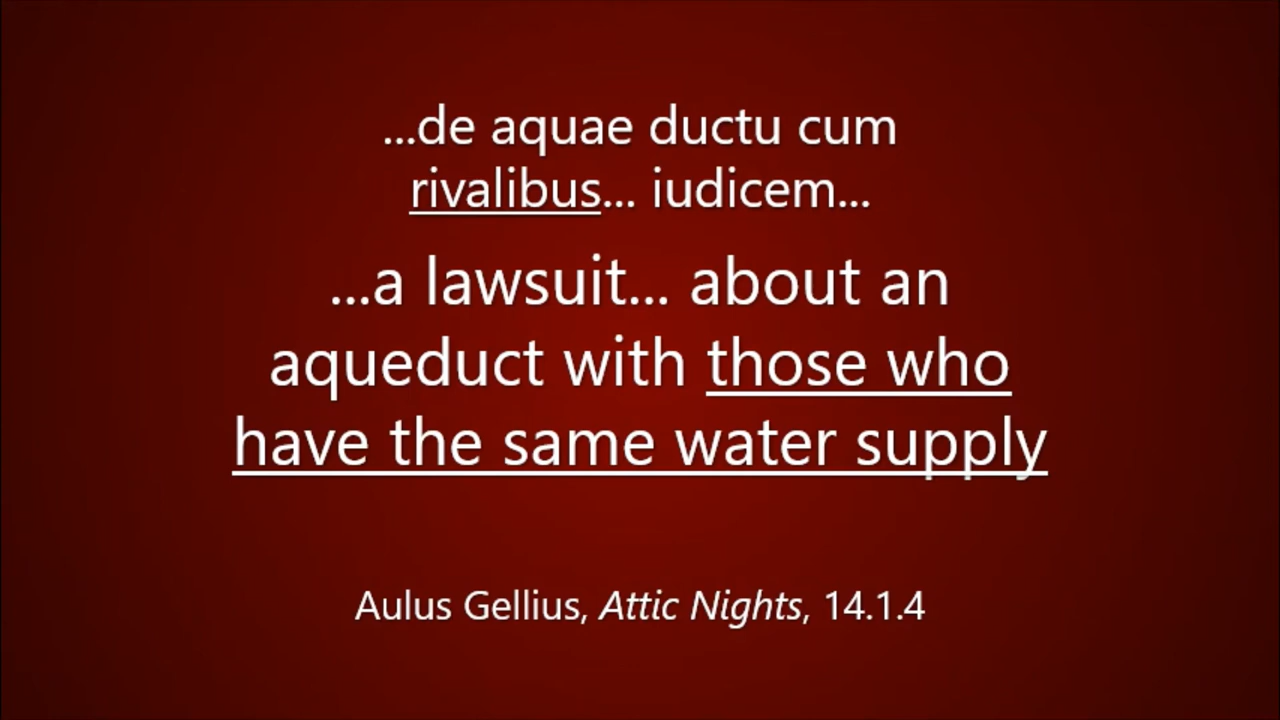 ...de aquae ductu cum
rivalibus... iudicem...
...a lawsuit... about an
aqueduct with those who
have the same water supply
Aulus Gellius, Attic Nights, 14.1.4